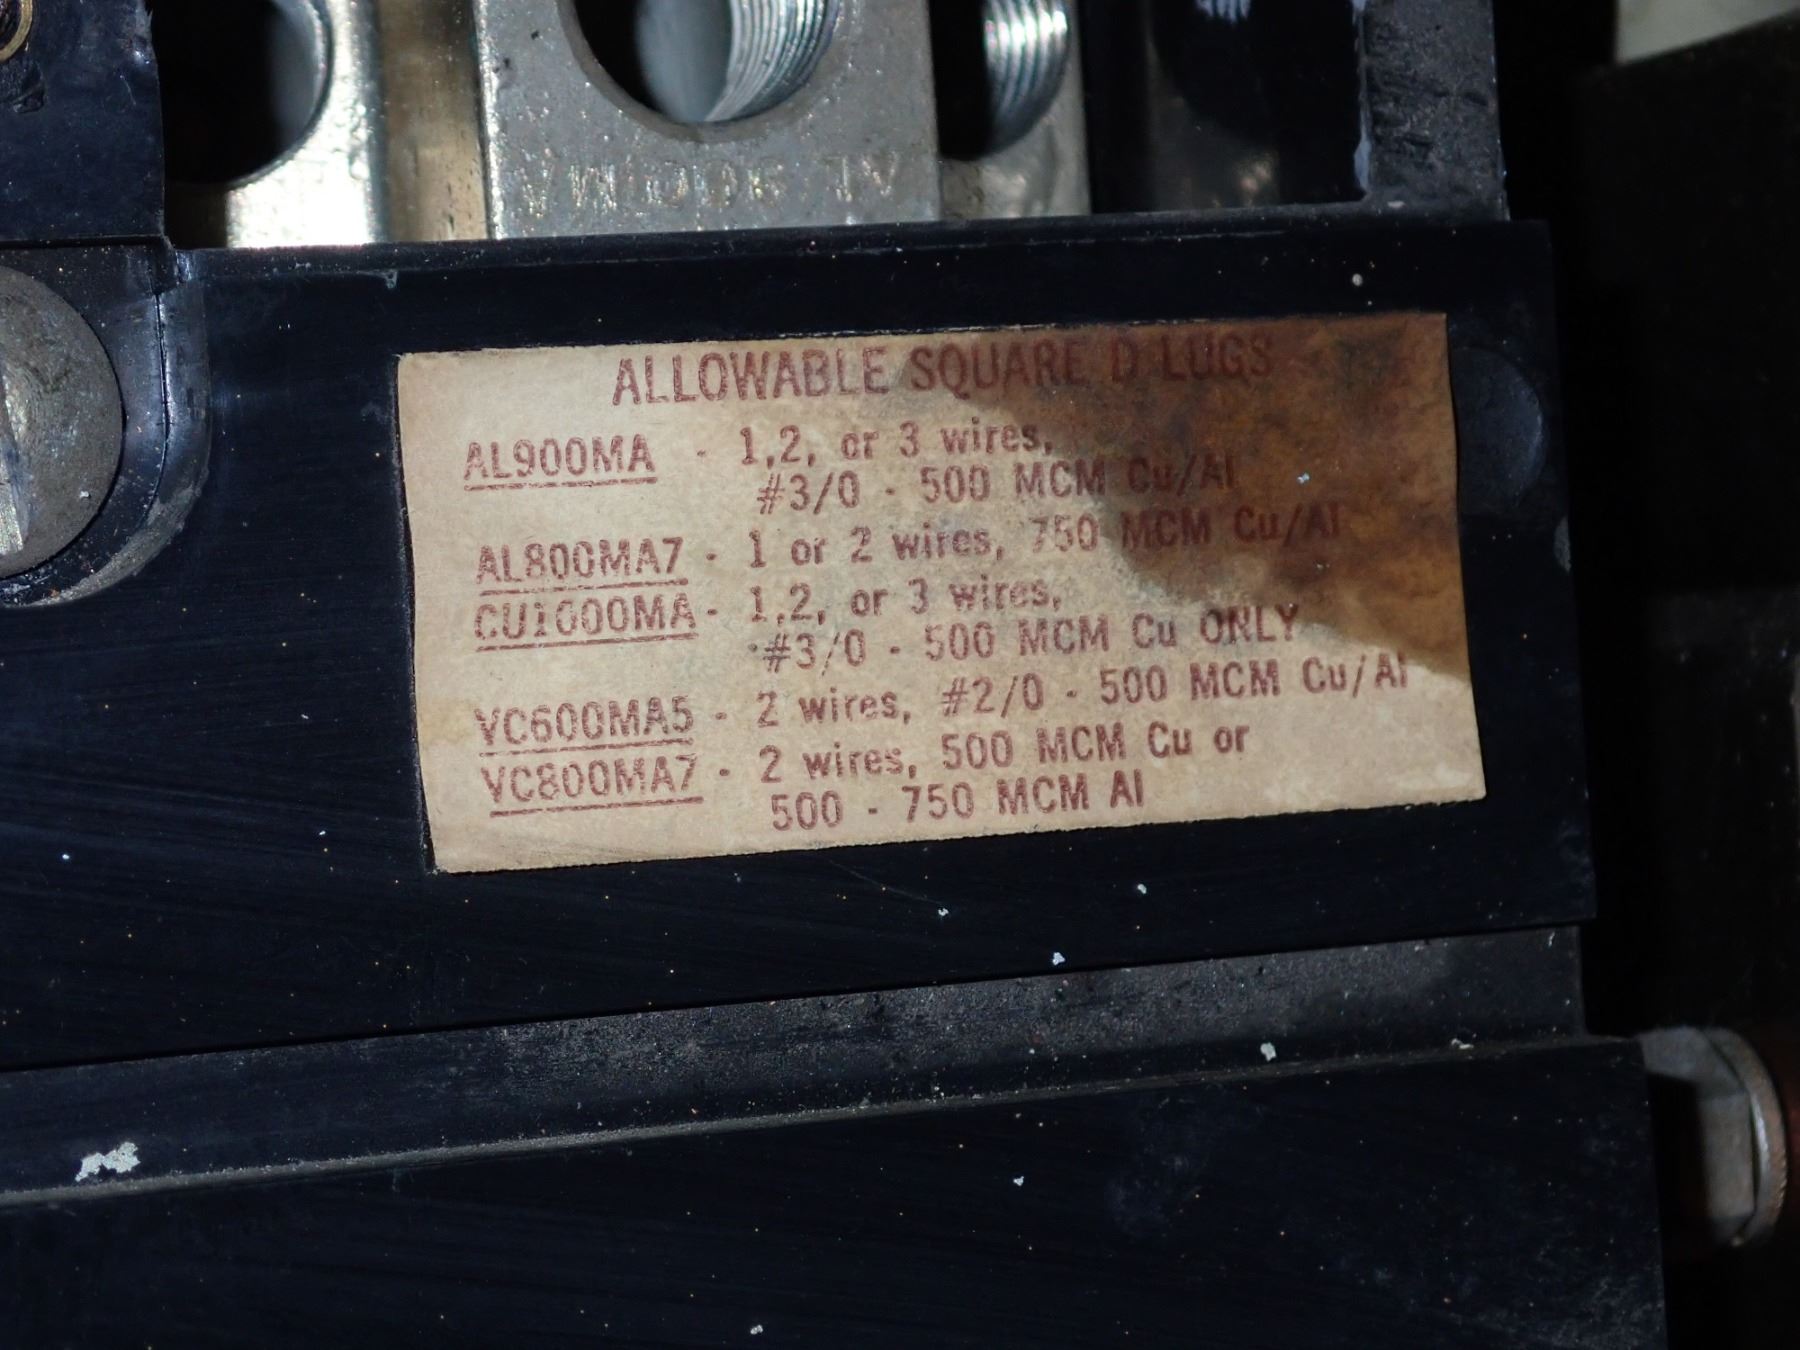 AL900MA
ALLOWABLE SQUARE D LUGS
AL900MA - 1,2, or 3 wires,
#3/0 - 500 MCM Cu/Al
AL800MA7 - 1 or 2 wires, 750 MCM Cu/Al
CU1000MA - 1,2, or 3 wires,
#3/0 - 500 MCM Cu ONLY
VC600MA5 - 2 wires, #2/0 - 500 MCM Cu/Al
VC800MA7 - 2 wires, 500 MCM Cu or
500 - 750 MCM Al